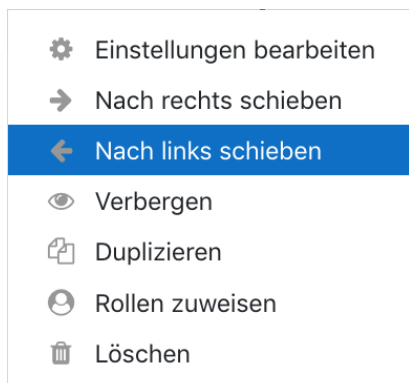 Einstellungen bearbeiten
Nach rechts schieben
Nach links schieben
Verbergen
Duplizieren
Rollen zuweisen
Löschen